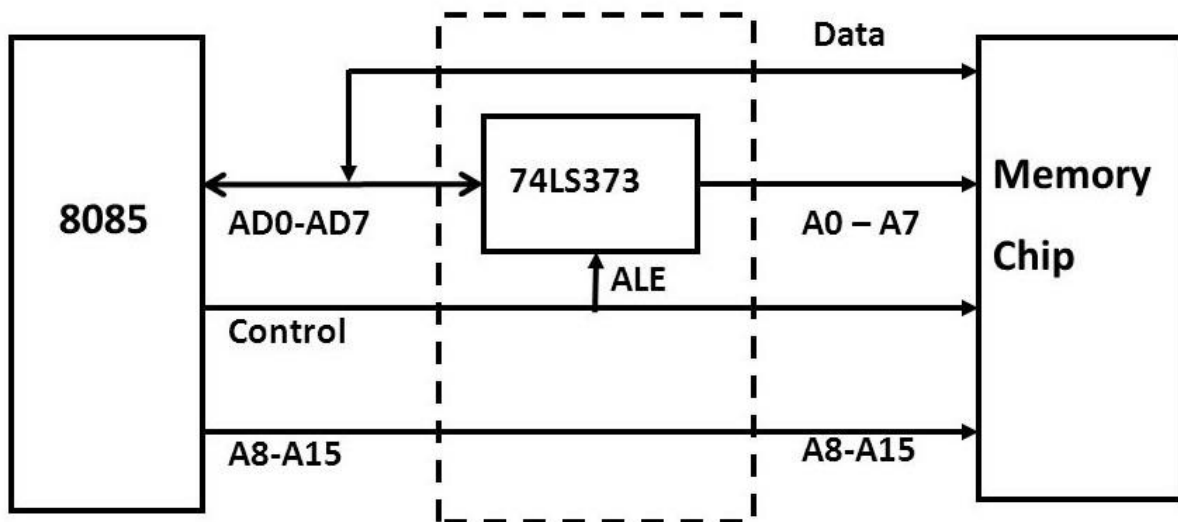 Data
8085
AD0-AD7
74LS373
A0 – A7
Memory
Chip
ALE
Control
A8-A15
A8-A15